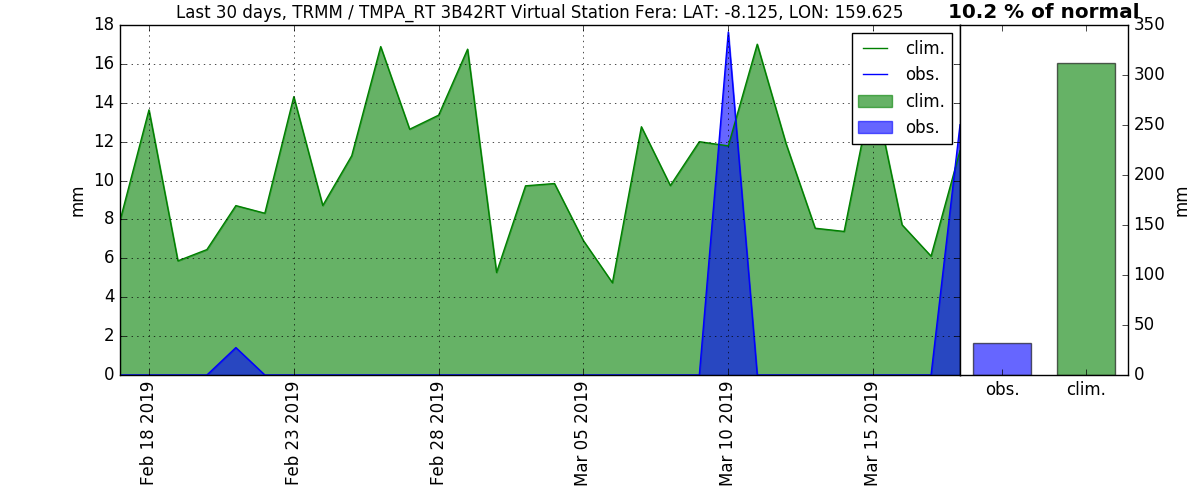 Last 30 days, TRMM / TMPA_RT 3B42RT Virtual Station Fera: LAT: -8.125, LON: 159.625
10.2 % of normal
18
16
14
12
10
8
6
4
2
0
mm
clim.
obs.
clim.
obs.
Feb 18 2019
Feb 23 2019
Feb 28 2019
Mar 05 2019
Mar 10 2019
Mar 15 2019
350
300
250
200
150
100
50
0
mm
obs.
clim.